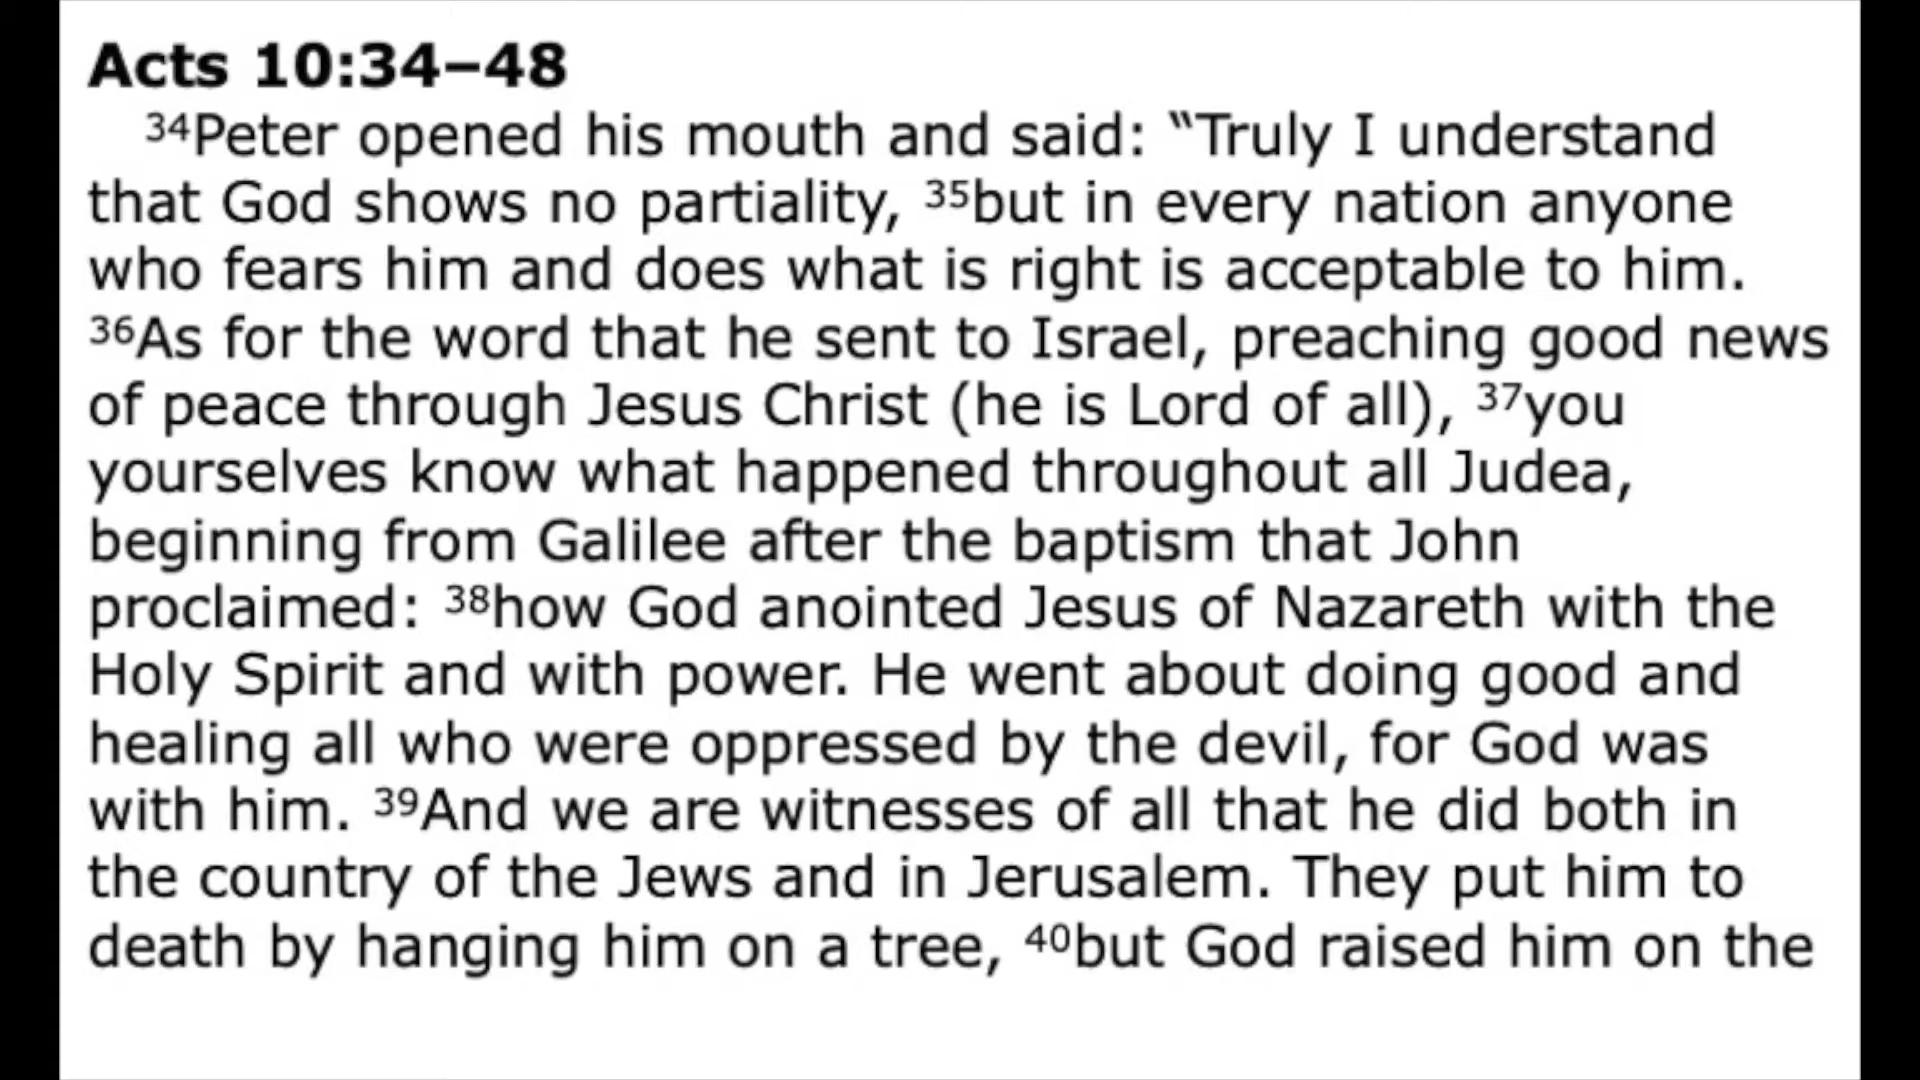 Acts 10:34–48
³⁴Peter opened his mouth and said: “Truly I understand
that God shows no partiality, ³⁵but in every nation anyone
who fears him and does what is right is acceptable to him.
³⁶As for the word that he sent to Israel, preaching good news
of peace through Jesus Christ (he is Lord of all), ³⁷you
yourselves know what happened throughout all Judea,
beginning from Galilee after the baptism that John
proclaimed: ³⁸how God anointed Jesus of Nazareth with the
Holy Spirit and with power. He went about doing good and
healing all who were oppressed by the devil, for God was
with him. ³⁹And we are witnesses of all that he did both in
the country of the Jews and in Jerusalem. They put him to
death by hanging him on a tree, ⁴⁰but God raised him on the